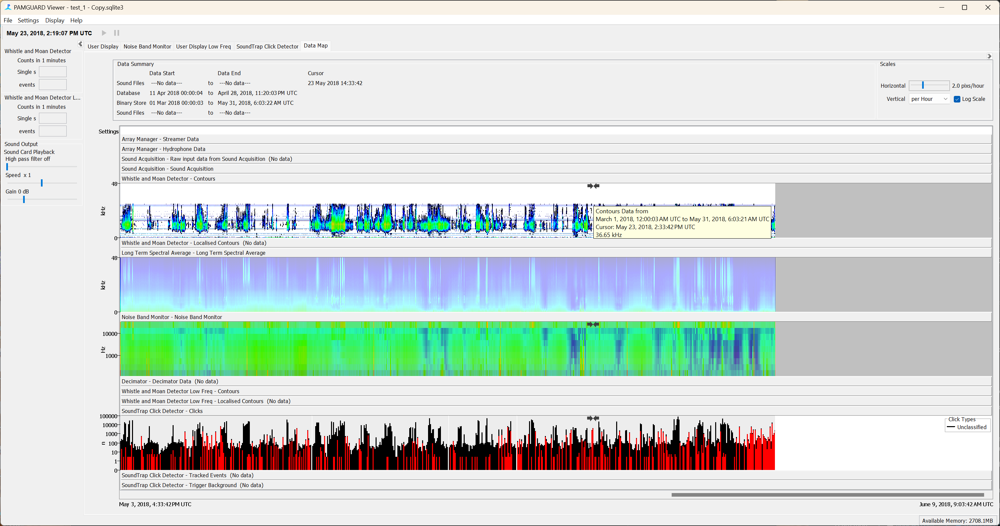 PAMGUARD Viewer - test_1 - Copy.sqlite3
File Settings Display Help
May 23, 2018, 2:19:07 PM UTC
User Display Noise Band Monitor User Display Low Freq SoundTrap Click Detector Data Map
Whistle and Moan Detector
Counts in 1 minutes
Single s
events
Whistle and Moan Detector L...
Counts in 1 minutes
Single s
events
Sound Output
Sound Card Playback
High pass filter off
Speed x 1
Gain 0 dB
Data Summary
Data Start Data End Cursor
Sound Files ---No data--- to ---No data--- 23 May 2018 14:33:42
Database 11 Apr 2018 00:00:04 to April 28, 2018, 11:20:03 PM UTC
Binary Store 01 Mar 2018 00:00:03 to May 31, 2018, 6:03:22 AM UTC
Sound Files ---No data--- to ---No data---
Scales
Horizontal 2.0 pixs/hour
Vertical per Hour Log Scale
Settings
Array Manager - Streamer Data
Array Manager - Hydrophone Data
Sound Acquisition - Raw input data from Sound Acquisition (No data)
Sound Acquisition - Sound Acquisition
Whistle and Moan Detector - Contours
48
kHz
0
Contours Data from
March 1, 2018, 12:00:03 AM UTC to May 31, 2018, 6:03:21 AM UTC
Cursor: May 23, 2018, 2:33:42 PM UTC
36.65 kHz
Whistle and Moan Detector - Localised Contours (No data)
Long Term Spectral Average - Long Term Spectral Average
48
kHz
0
Noise Band Monitor - Noise Band Monitor
10000
Hz
1000
Decimator - Decimator Data (No data)
Whistle and Moan Detector Low Freq - Contours
Whistle and Moan Detector Low Freq - Localised Contours (No data)
SoundTrap Click Detector - Clicks
100000
10000
1000
n 100
10
1
0
Click Types
Unclassified
SoundTrap Click Detector - Tracked Events (No data)
SoundTrap Click Detector - Trigger Background (No data)
May 3, 2018, 4:33:42 PM UTC June 9, 2018, 9:03:42 AM UTC
Available Memory: 2708.1MB